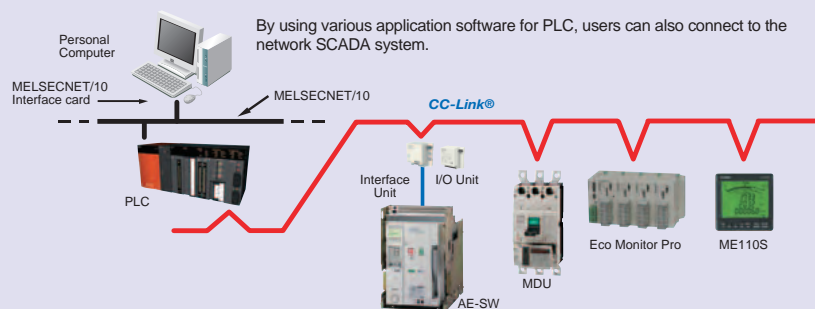 By using various application software for PLC, users can also connect to the
network SCADA system.
Personal
Computer
MELSECNET/10
Interface card
MELSECNET/10
CC-Link®
PLC
Interface
Unit
I/O Unit
AE-SW
MDU
Eco Monitor Pro
ME110S